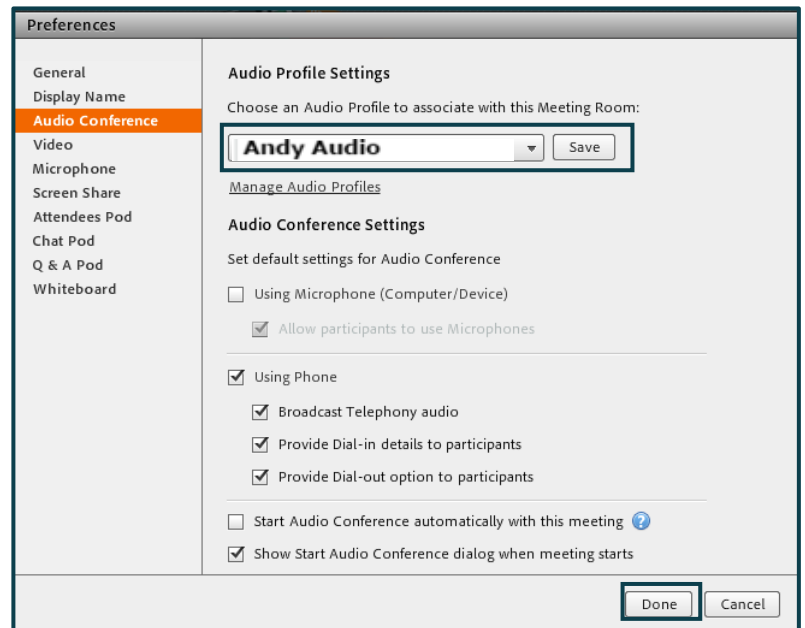 Preferences
General
Display Name
Audio Conference
Video
Microphone
Screen Share
Attendees Pod
Chat Pod
Q & A Pod
Whiteboard
Audio Profile Settings
Choose an Audio Profile to associate with this Meeting Room:
Andy Audio
Save
Manage Audio Profiles
Audio Conference Settings
Set default settings for Audio Conference
Using Microphone (Computer/Device)
Allow participants to use Microphones
Using Phone
Broadcast Telephony audio
Provide Dial-in details to participants
Provide Dial-out option to participants
Start Audio Conference automatically with this meeting ?
Show Start Audio Conference dialog when meeting starts
Done
Cancel